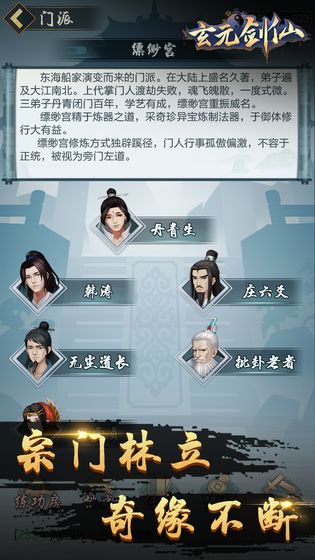 门派
玄元剑仙
缥缈宫
东海船家演变而来的门派。在大陆上盛名久著,弟子遍
及大江南北。上代掌门人渡劫失败,魂飞魄散,一度式微。
三弟子丹青闭门百年,学艺有成,缥缈宫重振威名。
缥缈宫精于炼器之道,采奇珍异宝炼制法器,于御体修
行大有益。
缥缈宫修炼方式独辟蹊径,门人行事孤傲偏激,不容于
正统,被视为旁门左道。
丹青生
韩涛
庄六爻
无尘道长
批卦老者
宗门林立
练功房
奇缘不断